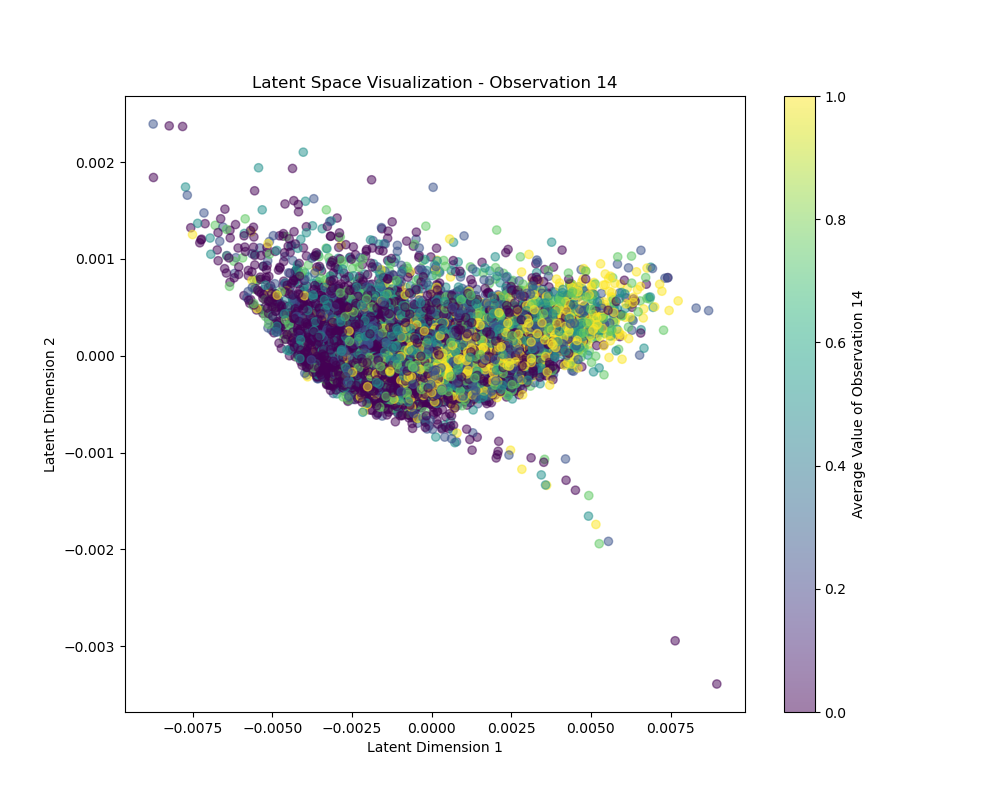 Latent Space Visualization - Observation 14
Latent Dimension 2
0.002
0.001
0.000
−0.001
−0.002
−0.003
−0.0075 −0.0050 −0.0025 0.0000 0.0025 0.0050 0.0075
Latent Dimension 1
1.0
0.8
0.6
0.4
0.2
0.0
Average Value of Observation 14